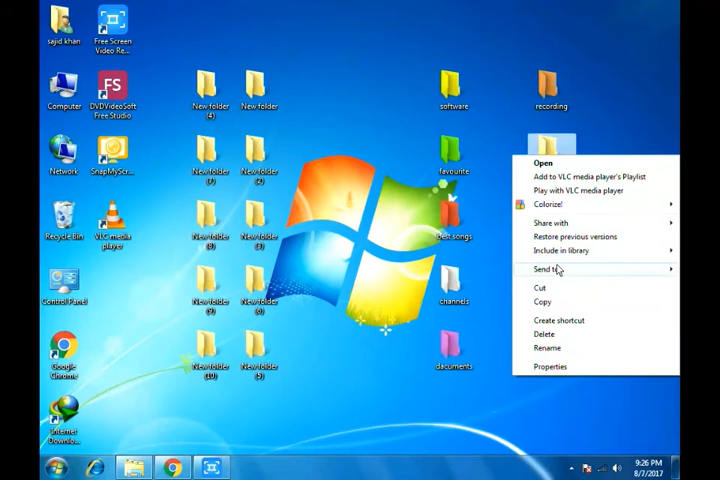 sajid khan
Free Screen
Video Re...
Computer
FS
DVDVideoSoft
Free Studio
New folder
(4)
New folder
software
recording
Network
SnapMyScr...
New folder
(7)
New folder
(2)
favourite
Recycle Bin
VLC media
player
New folder
(8)
New folder
(3)
best songs
Control Panel
New folder
(9)
New folder
(6)
channels
Google
Chrome
New folder
(10)
New folder
(5)
dacuments
Internet
Downlo...
Open
Add to VLC media player's Playlist
Play with VLC media player
Colorize!
Share with
Restore previous versions
Include in library
Send to
Cut
Copy
Create shortcut
Delete
Rename
Properties
9:26 PM
8/7/2017